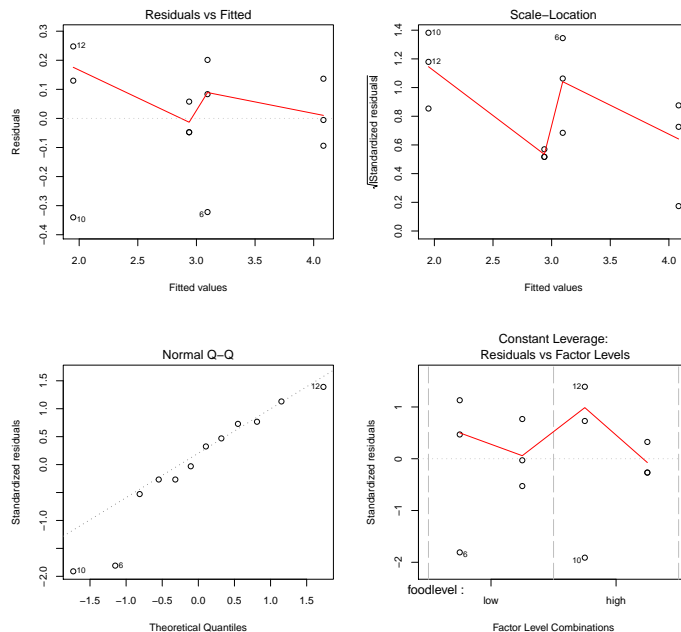 Residuals vs Fitted
Residuals
0.3
0.2
0.1
0.0
−0.1
−0.2
−0.3
−0.4
12
10
6
2.0 2.5 3.0 3.5 4.0
Fitted values
Scale−Location
√|Standardized residuals|
1.4
1.2
1.0
0.8
0.6
0.4
0.2
0.0
10
12
6
2.0 2.5 3.0 3.5 4.0
Fitted values
Normal Q−Q
Standardized residuals
1.5
1.0
0.5
0.0
−1.0
−2.0
12
10
6
−1.5 −1.0 −0.5 0.0 0.5 1.0 1.5
Theoretical Quantiles
Constant Leverage:
Residuals vs Factor Levels
Standardized residuals
1
0
−1
−2
12
6
10
foodlevel :
low high
Factor Level Combinations